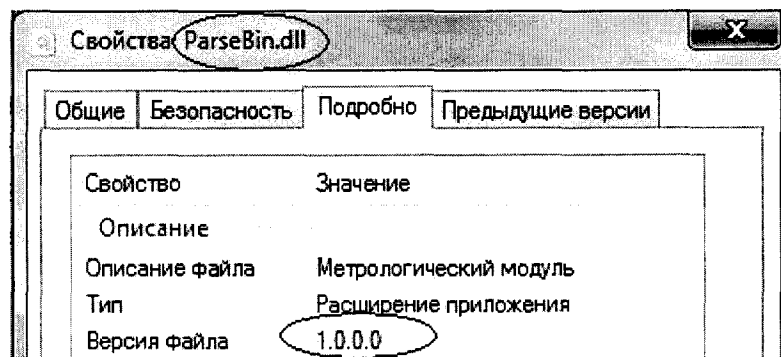 Свойства: ParseBin.dll
Общие Безопасность Подробно Предыдущие версии
Свойство Значение
Описание
Описание файла Метрологический модуль
Тип Расширение приложения
Версия файла 1.0.0.0